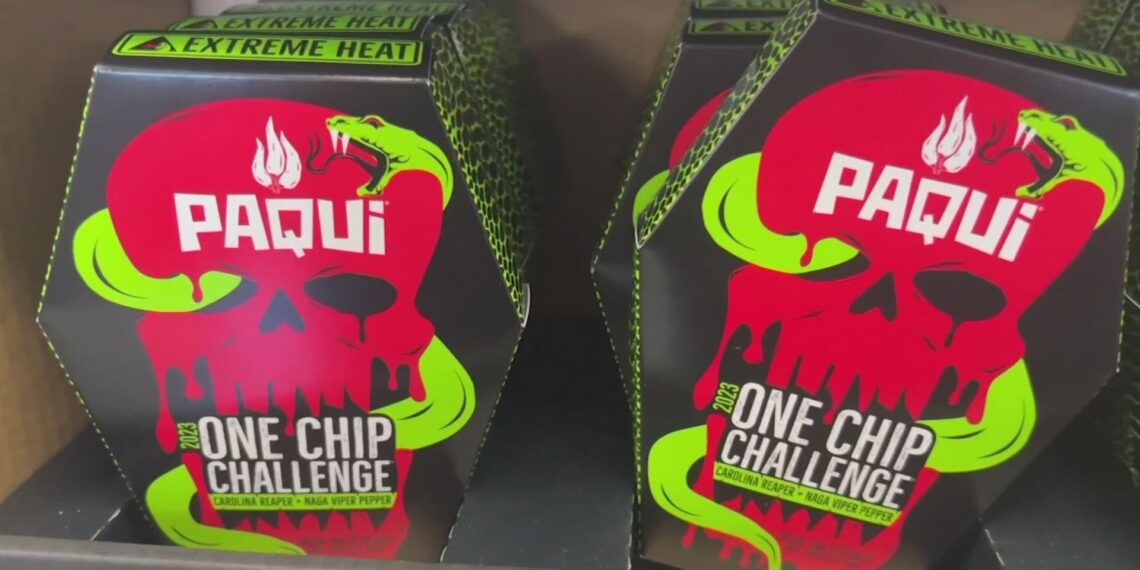 EXTREME HEAT
PAQUI
2023
ONE CHIP
CHALLENGE
CAROLINA REAPER • NAGA VIPER PEPPER
EXTREME HEAT
PAQUI
2023
ONE CHIP
CHALLENGE
CAROLINA REAPER • NAGA VIPER PEPPER